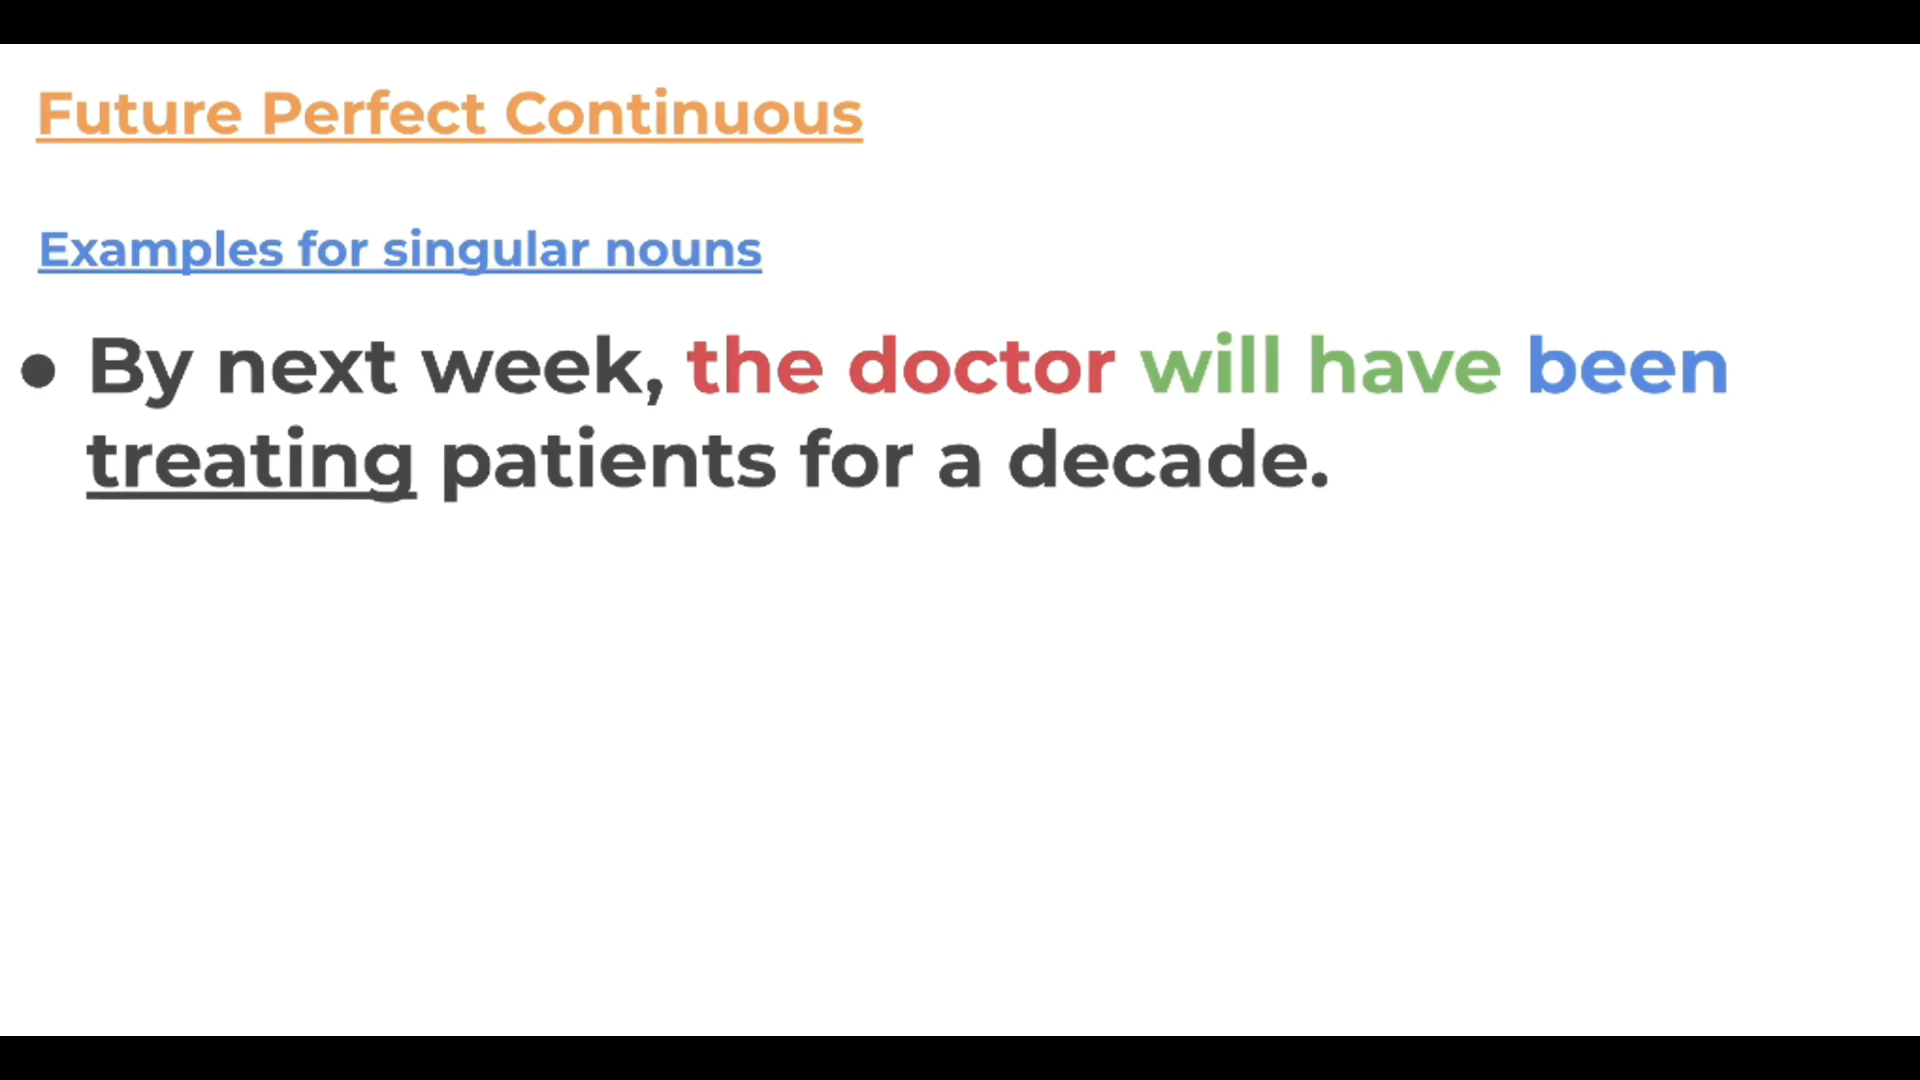 Future Perfect Continuous
Examples for singular nouns
● By next week, the doctor will have been
treating patients for a decade.